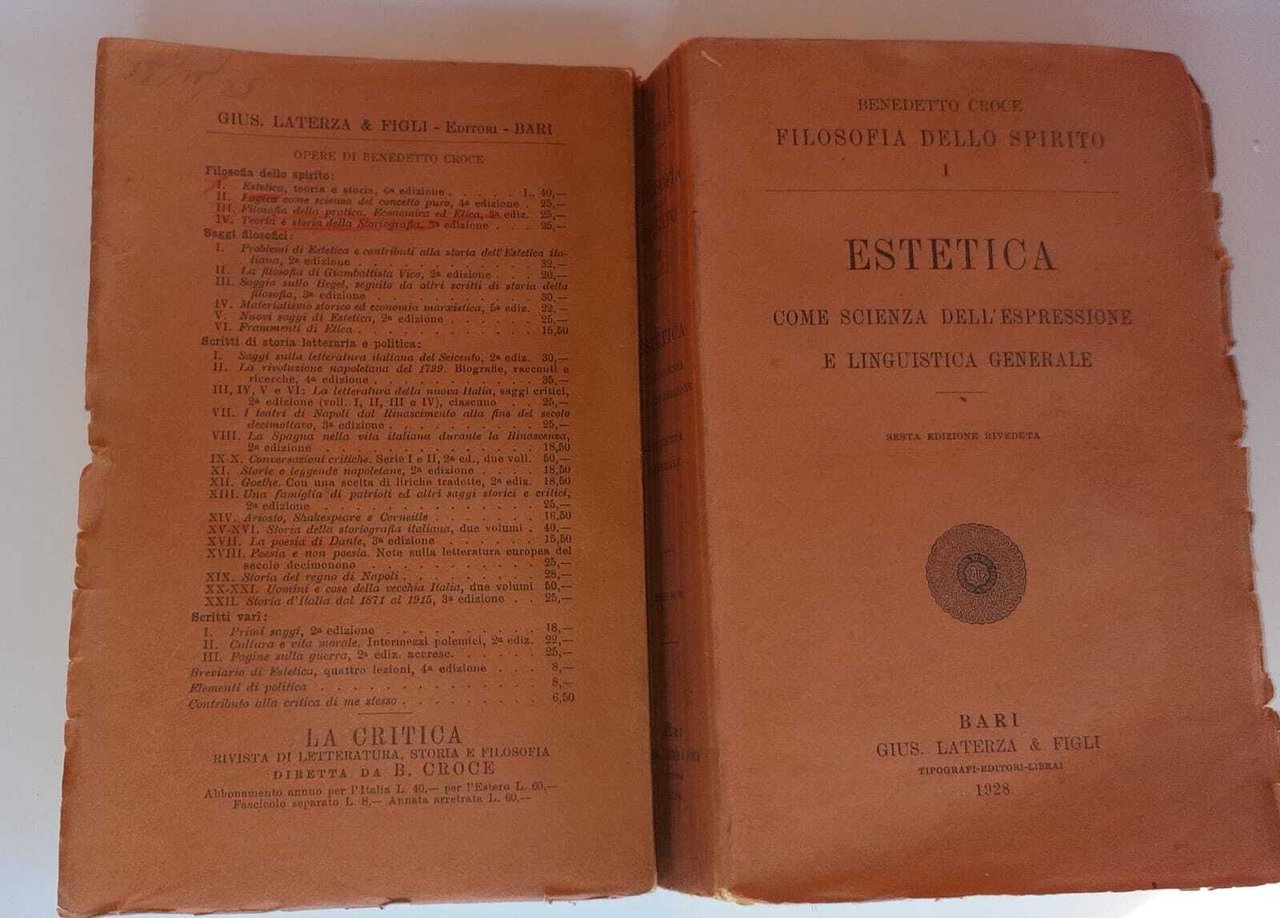 GIUS. LATERZA & FIGLI - EDITORI - BARI
OPERE DI BENEDETTO CROCE
Filosofia dello spirito:
I. Estetica, teoria e storia, 6ª edizione . . . . . L. 40,—
II. Logica come scienza del concetto puro, 4ª edizione . 25,—
III. Filosofia della pratica. Economica ed Etica, 3ª ediz. 25,—
IV. Teoria e storia della Storiografia, 3ª edizione . . . 25,—
Saggi filosofici:
I. Problemi di Estetica e contributi alla storia dell'Estetica ita-
liana, 2ª edizione . . . . . . . . . . . 32,—
II. La filosofia di Giambattista Vico, 2ª edizione . . . 20,—
III. Saggio sullo Hegel, seguito da altri scritti di storia della
filosofia, 3ª edizione . . . . . . . . . . 30,—
IV. Materialismo storico ed economia marxistica, 5ª ediz. 22,—
V. Nuovi saggi di Estetica, 2ª edizione . . . . . . 25,—
VI. Frammenti di Etica . . . . . . . . . . . 15,50
Scritti di storia letteraria e politica:
I. Saggi sulla letteratura italiana del Seicento, 2ª ediz. 30,—
II. La rivoluzione napoletana del 1799. Biografie, racconti e
ricerche, 4ª edizione . . . . . . . . . . 35,—
III, IV, V e VI: La letteratura della nuova Italia, saggi critici,
2ª edizione (voll. I, II, III e IV), ciascuno . . . 25,—
VII. I teatri di Napoli dal Rinascimento alla fine del secolo
decimottavo, 3ª edizione . . . . . . . . . 25,—
VIII. La Spagna nella vita italiana durante la Rinascenza,
2ª edizione . . . . . . . . . . . . 18,50
IX-X. Conversazioni critiche. Serie I e II, 2ª ed., due voll. 50,—
XI. Storie e leggende napoletane, 2ª edizione . . . . 18,50
XII. Goethe. Con una scelta di liriche tradotte, 2ª ediz. 18,50
XIII. Una famiglia di patrioti ed altri saggi storici e critici,
2ª edizione . . . . . . . . . . . . 25,—
XIV. Ariosto, Shakespeare e Corneille . . . . . . . 16,50
XV-XVI. Storia della storiografia italiana, due volumi . 40,—
XVII. La poesia di Dante, 3ª edizione . . . . . . 15,50
XVIII. Poesia e non poesia. Note sulla letteratura europea del
secolo decimonono . . . . . . . . . . 25,—
XIX. Storia del regno di Napoli . . . . . . . . 28,—
XX-XXI. Uomini e cose della vecchia Italia, due volumi 50,—
XXII. Storia d'Italia dal 1871 al 1915, 3ª edizione . . 25,—
Scritti varî:
I. Primi saggi, 2ª edizione . . . . . . . . . 18,—
II. Cultura e vita morale. Intermezzi polemici, 2ª ediz. 22,—
III. Pagine sulla guerra, 2ª ediz. accresc. . . . . . 25,—
Breviario di Estetica, quattro lezioni, 4ª edizione . . . 8,—
Elementi di politica . . . . . . . . . . . . 8,—
Contributo alla critica di me stesso . . . . . . . . 6,50
LA CRITICA
RIVISTA DI LETTERATURA, STORIA E FILOSOFIA
DIRETTA DA B. CROCE
Abbonamento annuo per l'Italia L. 40,— per l'Estero L. 60,—
Fascicolo separato L. 8,— Annata arretrata L. 60,—
BENEDETTO CROCE
FILOSOFIA DELLO SPIRITO
I
ESTETICA
COME SCIENZA DELL'ESPRESSIONE
E LINGUISTICA GENERALE
SESTA EDIZIONE RIVEDUTA
BARI
GIUS. LATERZA & FIGLI
TIPOGRAFI-EDITORI-LIBRAI
1928